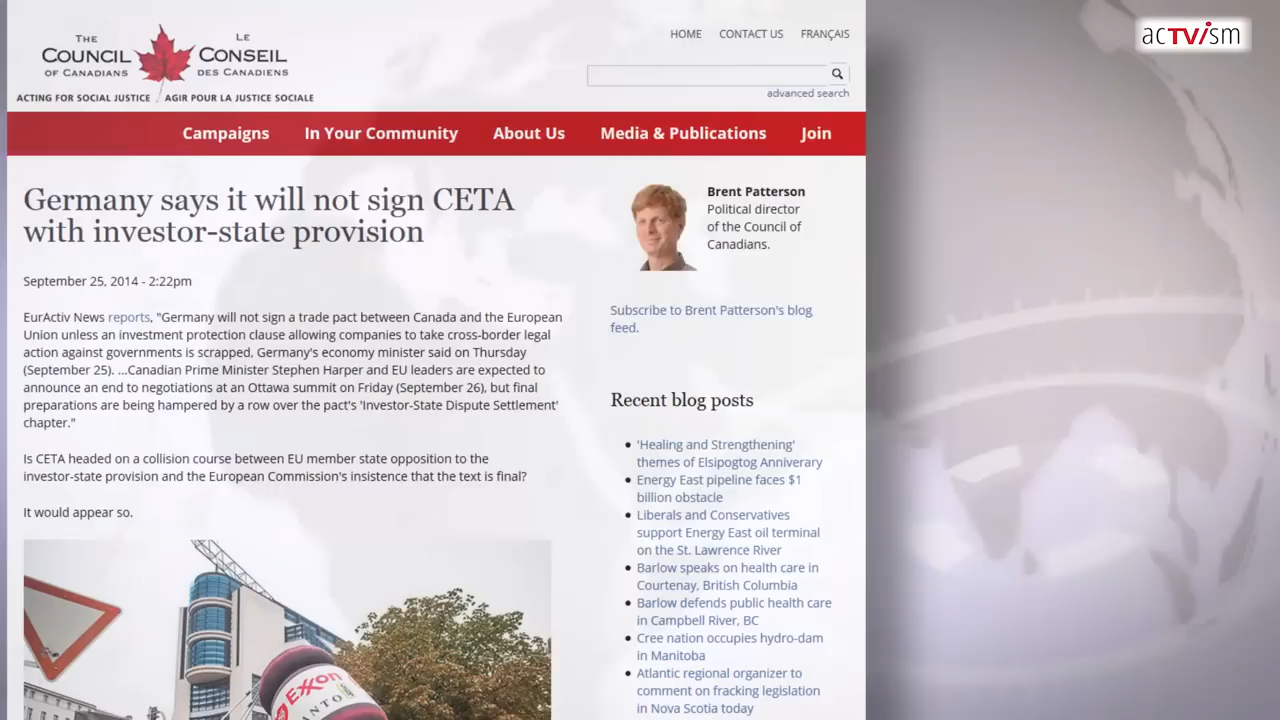 THE
COUNCIL
OF CANADIANS
LE
CONSEIL
DES CANADIENS
ACTING FOR SOCIAL JUSTICE
AGIR POUR LA JUSTICE SOCIALE
HOME
CONTACT US
FRANÇAIS
advanced search
acTVism
Campaigns
In Your Community
About Us
Media & Publications
Join
Germany says it will not sign CETA
with investor-state provision
September 25, 2014 - 2:22pm
EurActiv News reports, "Germany will not sign a trade pact between Canada and the European
Union unless an investment protection clause allowing companies to take cross-border legal
action against governments is scrapped, Germany's economy minister said on Thursday
(September 25). ...Canadian Prime Minister Stephen Harper and EU leaders are expected to
announce an end to negotiations at an Ottawa summit on Friday (September 26), but final
preparations are being hampered by a row over the pact's 'Investor-State Dispute Settlement'
chapter."
Is CETA headed on a collision course between EU member state opposition to the
investor-state provision and the European Commission's insistence that the text is final?
It would appear so.
EXXON
ANTO
Brent Patterson
Political director
of the Council of
Canadians.
Subscribe to Brent Patterson's blog
feed.
Recent blog posts
'Healing and Strengthening'
themes of Elsipogtog Anniverary
Energy East pipeline faces $1
billion obstacle
Liberals and Conservatives
support Energy East oil terminal
on the St. Lawrence River
Barlow speaks on health care in
Courtenay, British Columbia
Barlow defends public health care
in Campbell River, BC
Cree nation occupies hydro-dam
in Manitoba
Atlantic regional organizer to
comment on fracking legislation
in Nova Scotia today